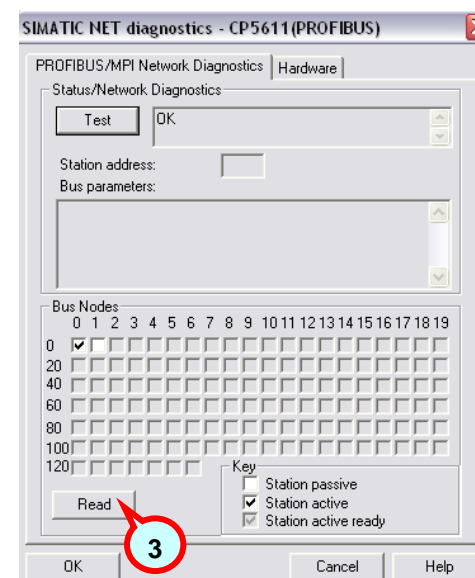 SIMATIC NET diagnostics - CP5611(PROFIBUS)
PROFIBUS/MPI Network Diagnostics Hardware
Status/Network Diagnostics
Test OK
Station address:
Bus parameters:
Bus Nodes
0 1 2 3 4 5 6 7 8 9 10 11 12 13 14 15 16 17 18 19
0
20
40
60
80
100
120
Key
Station passive
Read Station active
Station active ready
3
OK Cancel Help